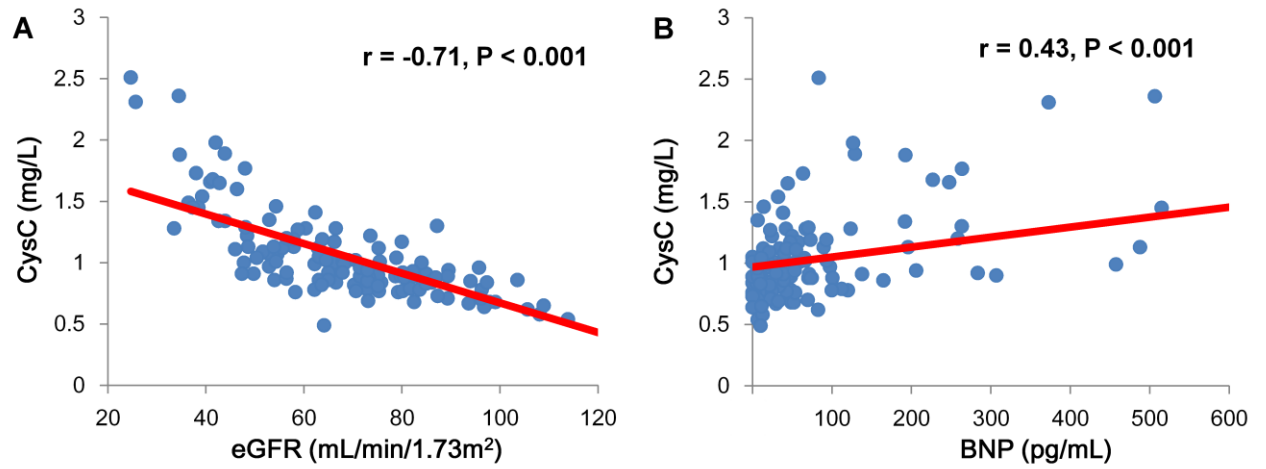 A
r = -0.71, P < 0.001
CysC (mg/L)
3
2.5
2
1.5
1
0.5
0
20 40 60 80 100 120
eGFR (mL/min/1.73m²)
B
r = 0.43, P < 0.001
CysC (mg/L)
3
2.5
2
1.5
1
0.5
0
100 200 300 400 500 600
BNP (pg/mL)